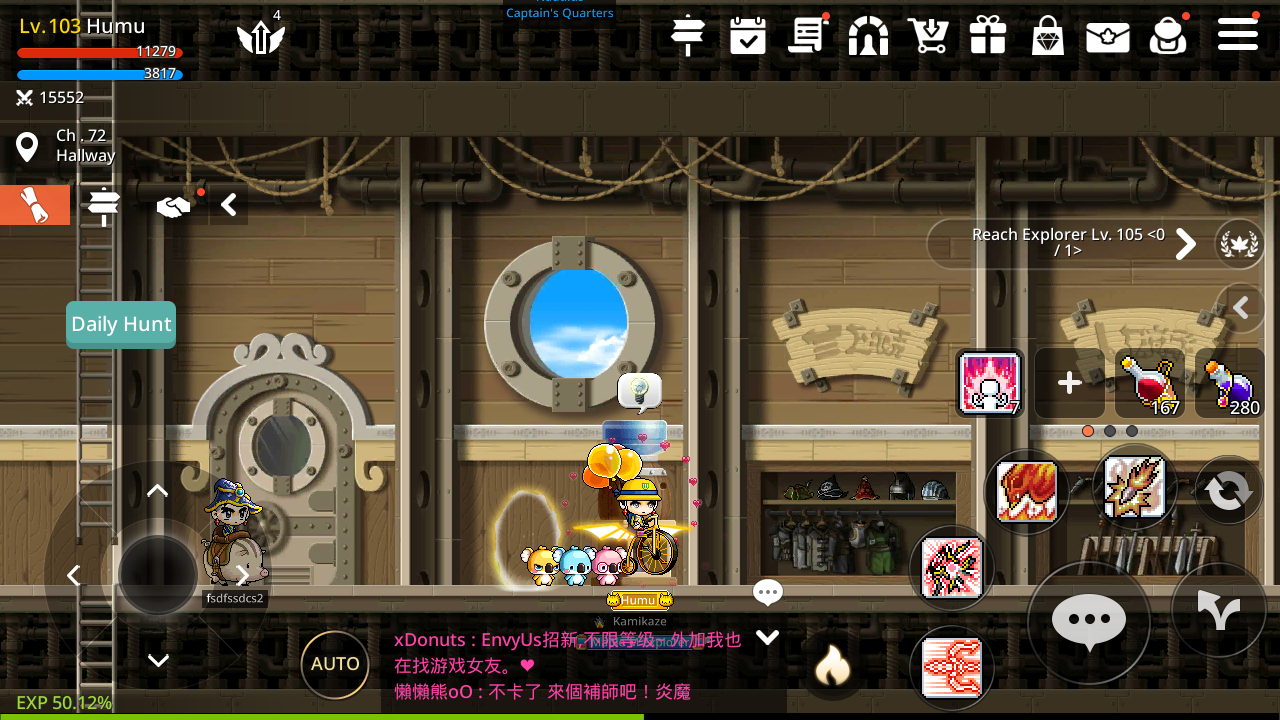 4
Captain's Quarters
Lv.103 Humu
11279
3817
15552
Ch . 72
Hallway
Reach Explorer Lv. 105 <0
/ 1>
Daily Hunt
7
167
280
fsdfssdcs2
Humu
Kamikaze
AUTO
xDonuts : EnvyUs招新 不限等级 外加我也
在找游戏女友。♥
懒懒熊oO : 不卡了 來個補師吧！炎魔
EXP 50.12%